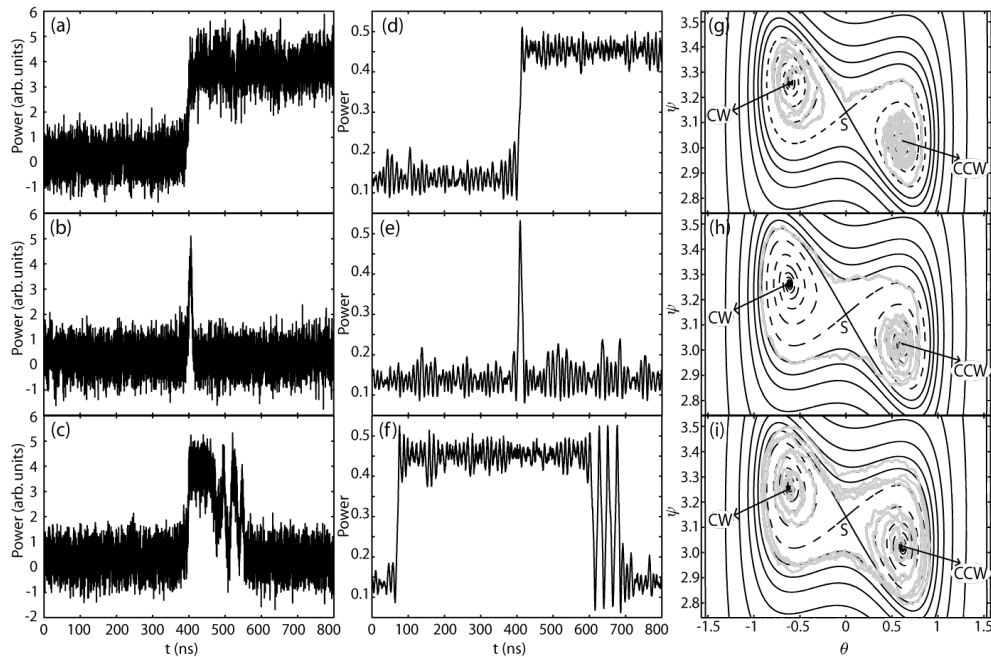 (a)
6
5
4
3
2
1
0
-1
Power (arb. units)
(d)
0.5
0.4
0.3
0.2
0.1
Power
(g)
3.5
3.4
3.3
3.2
3.1
3.0
2.9
2.8
ψ
CW
S
CCW
(b)
6
5
4
3
2
1
0
-1
Power (arb. units)
(e)
0.5
0.4
0.3
0.2
0.1
Power
(h)
3.5
3.4
3.3
3.2
3.1
3.0
2.9
2.8
ψ
CW
S
CCW
(c)
6
5
4
3
2
1
0
-1
-2
Power (arb. units)
0 100 200 300 400 500 600 700 800
t (ns)
(f)
0.5
0.4
0.3
0.2
0.1
Power
0 200 400 600 800
t (ns)
(i)
3.5
3.4
3.3
3.2
3.1
3.0
2.9
2.8
ψ
CW
S
CCW
-1.5 -1 -0.5 0 0.5 1 1.5
θ